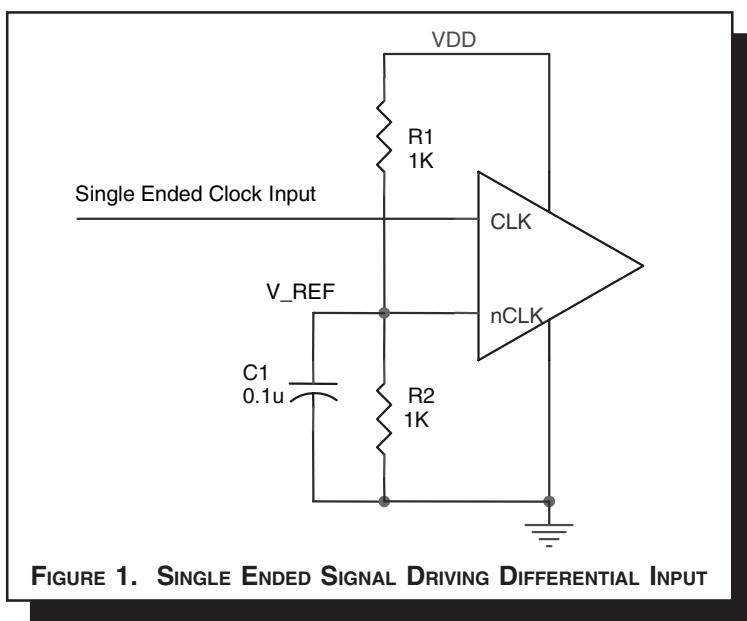 VDD
R1
1K
Single Ended Clock Input
CLK
V_REF
nCLK
C1
0.1u
R2
1K
FIGURE 1. SINGLE ENDED SIGNAL DRIVING DIFFERENTIAL INPUT